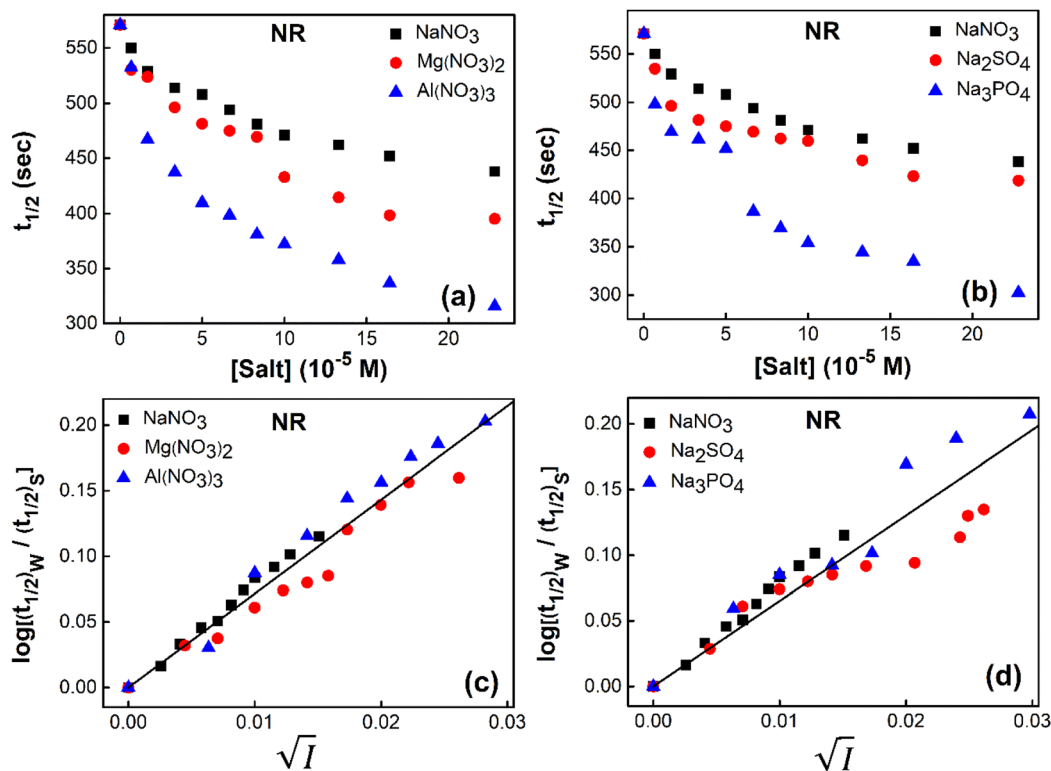 NR
NaNO3
Mg(NO3)2
Al(NO3)3
t1/2 (sec)
550
500
450
400
350
300
0 5 10 15 20
[Salt] (10-5 M)
(a)
NR
NaNO3
Na2SO4
Na3PO4
t1/2 (sec)
550
500
450
400
350
300
0 5 10 15 20
[Salt] (10-5 M)
(b)
NR
NaNO3
Mg(NO3)2
Al(NO3)3
log[(t1/2)W / (t1/2)S]
0.20
0.15
0.10
0.05
0.00
0.00 0.01 0.02 0.03
√I
(c)
NR
NaNO3
Na2SO4
Na3PO4
log[(t1/2)W / (t1/2)S]
0.20
0.15
0.10
0.05
0.00
0.00 0.01 0.02 0.03
√I
(d)